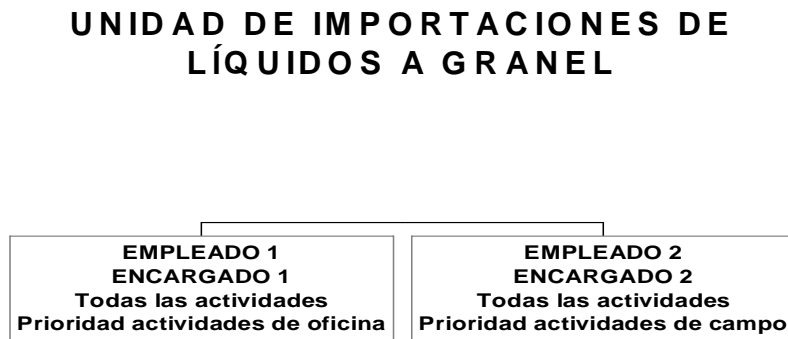 UNIDAD DE IMPORTACIONES DE
LÍQUIDOS A GRANEL
EMPLEADO 1
ENCARGADO 1
Todas las actividades
Prioridad actividades de oficina
EMPLEADO 2
ENCARGADO 2
Todas las actividades
Prioridad actividades de campo